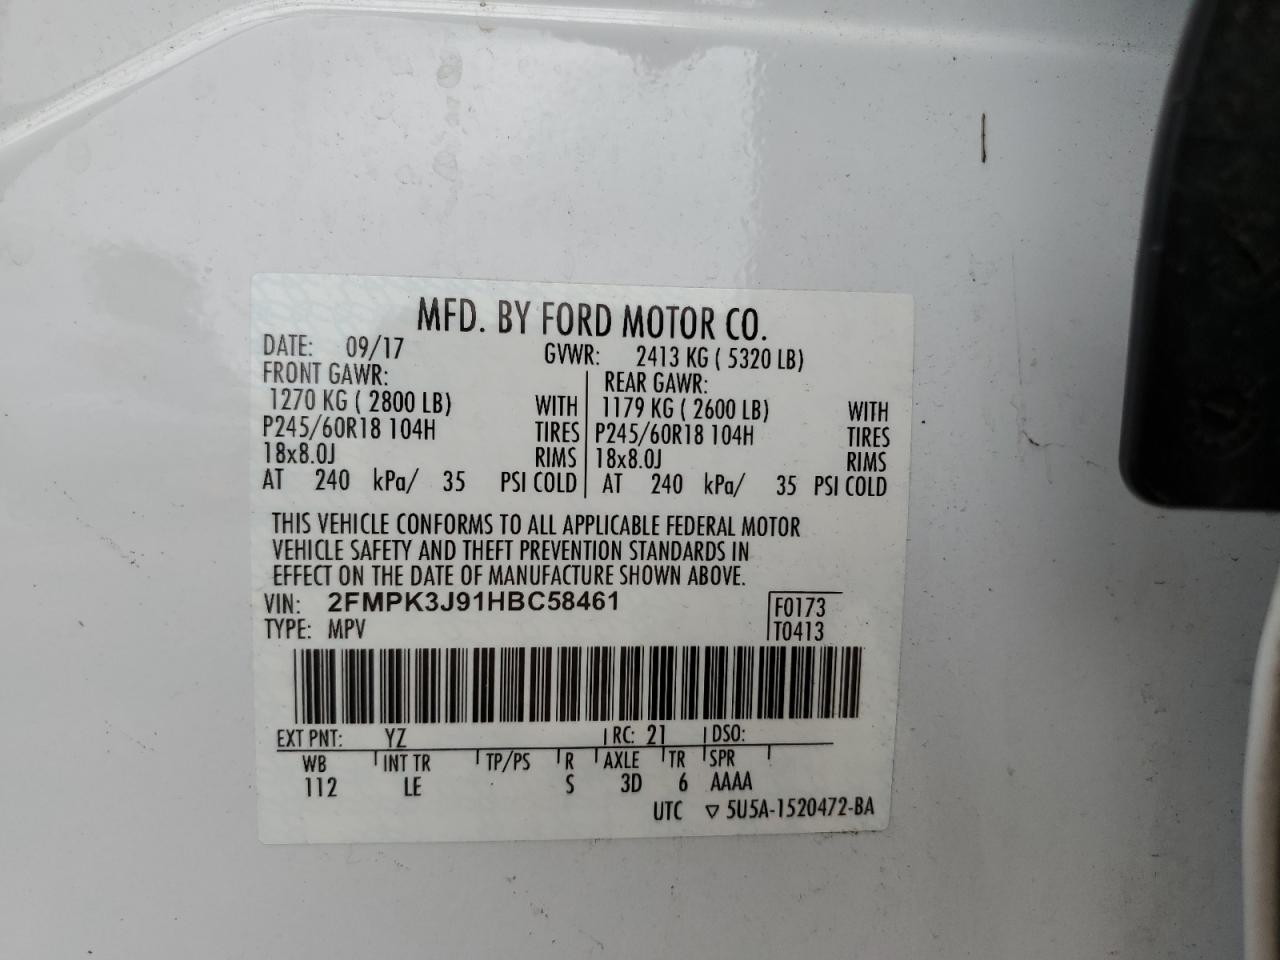 MFD. BY FORD MOTOR CO.
DATE: 09/17 GVWR: 2413 KG ( 5320 LB)
FRONT GAWR: REAR GAWR:
1270 KG ( 2800 LB) WITH 1179 KG ( 2600 LB) WITH
P245/60R18 104H TIRES P245/60R18 104H TIRES
18x8.0J RIMS 18x8.0J RIMS
AT 240 kPa/ 35 PSI COLD AT 240 kPa/ 35 PSI COLD
THIS VEHICLE CONFORMS TO ALL APPLICABLE FEDERAL MOTOR
VEHICLE SAFETY AND THEFT PREVENTION STANDARDS IN
EFFECT ON THE DATE OF MANUFACTURE SHOWN ABOVE.
VIN: 2FMPK3J91HBC58461 F0173
TYPE: MPV T0413
EXT PNT: YZ RC: 21 DSO:
WB INT TR TP/PS R AXLE TR SPR
112 LE S 3D 6 AAAA
UTC ▽ 5U5A-1520472-BA